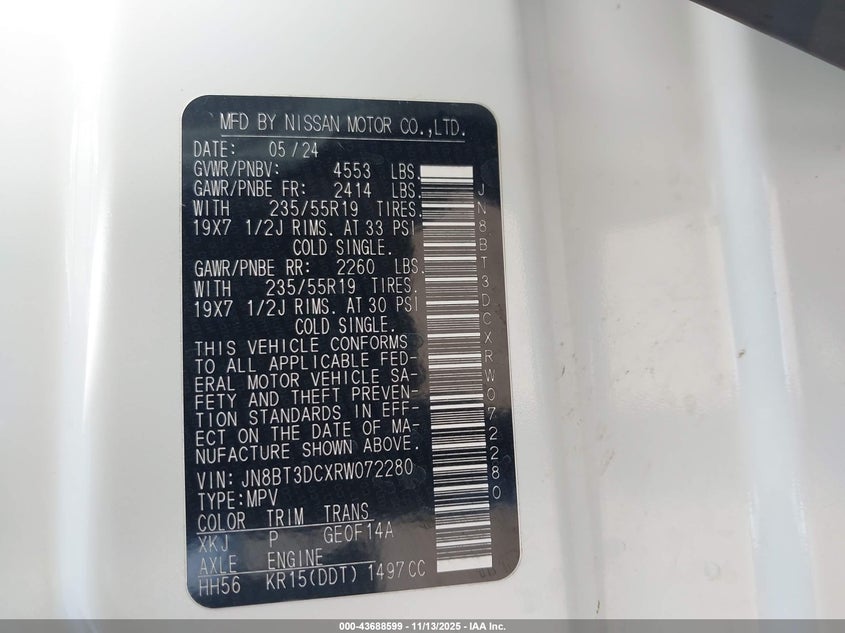 MFD BY NISSAN MOTOR CO.,LTD.
DATE: 05/24
GVWR/PNBV: 4553 LBS.
GAWR/PNBE FR: 2414 LBS
WITH 235/55R19 TIRES.
19X7 1/2J RIMS. AT 33 PSI
COLD SINGLE.
GAWR/PNBE RR: 2260 LBS.
WITH 235/55R19 TIRES.
19X7 1/2J RIMS. AT 30 PSI
COLD SINGLE.
THIS VEHICLE CONFORMS
TO ALL APPLICABLE FED-
ERAL MOTOR VEHICLE SA-
FETY AND THEFT PREVEN-
TION STANDARDS IN EFF-
ECT ON THE DATE OF MA-
NUFACTURE SHOWN ABOVE.
VIN: JN8BT3DCXRW072280
TYPE:MPV
COLOR TRIM TRANS
XKJ P GE0F14A
AXLE ENGINE
HH56 KR15(DDT) 1497CC
JN8BT3DCXRW072280
000-43688599 - 11/13/2025 - IAA Inc.